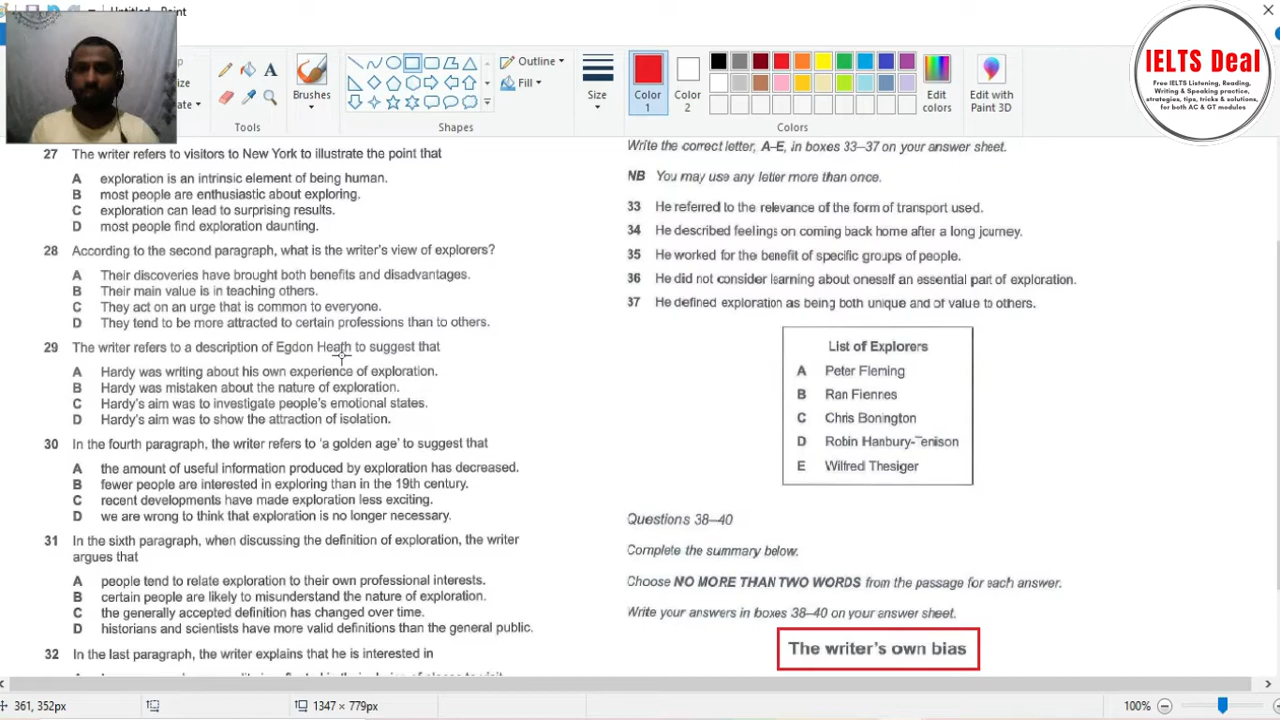 Untitled - Paint
IELTS Deal
Free IELTS Listening, Reading,
Writing & Speaking practice,
strategies, tips, tricks & solutions,
for both AC & GT modules
Outline
Fill
Brushes
Size
Color
1
Color
2
Edit
colors
Edit with
Paint 3D
Tools
Shapes
Colors
27 The writer refers to visitors to New York to illustrate the point that
A exploration is an intrinsic element of being human.
B most people are enthusiastic about exploring.
C exploration can lead to surprising results.
D most people find exploration daunting.
28 According to the second paragraph, what is the writer's view of explorers?
A Their discoveries have brought both benefits and disadvantages.
B Their main value is in teaching others.
C They act on an urge that is common to everyone.
D They tend to be more attracted to certain professions than to others.
29 The writer refers to a description of Egdon Heath to suggest that
A Hardy was writing about his own experience of exploration.
B Hardy was mistaken about the nature of exploration.
C Hardy's aim was to investigate people's emotional states.
D Hardy's aim was to show the attraction of isolation.
30 In the fourth paragraph, the writer refers to 'a golden age' to suggest that
A the amount of useful information produced by exploration has decreased.
B fewer people are interested in exploring than in the 19th century.
C recent developments have made exploration less exciting.
D we are wrong to think that exploration is no longer necessary.
31 In the sixth paragraph, when discussing the definition of exploration, the writer
argues that
A people tend to relate exploration to their own professional interests.
B certain people are likely to misunderstand the nature of exploration.
C the generally accepted definition has changed over time.
D historians and scientists have more valid definitions than the general public.
32 In the last paragraph, the writer explains that he is interested in
Write the correct letter, A–E, in boxes 33–37 on your answer sheet.
NB You may use any letter more than once.
33 He referred to the relevance of the form of transport used.
34 He described feelings on coming back home after a long journey.
35 He worked for the benefit of specific groups of people.
36 He did not consider learning about oneself an essential part of exploration.
37 He defined exploration as being both unique and of value to others.
List of Explorers
A Peter Fleming
B Ran Fiennes
C Chris Bonington
D Robin Hanbury-Tenison
E Wilfred Thesiger
Questions 38–40
Complete the summary below.
Choose NO MORE THAN TWO WORDS from the passage for each answer.
Write your answers in boxes 38–40 on your answer sheet.
The writer's own bias
361, 352px
1347 × 779px
100%